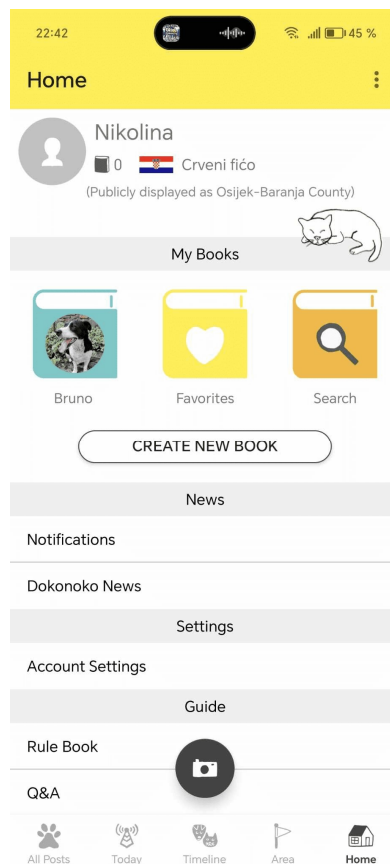 22:42
45 %
Home
Nikolina
0 Crveni fićo
(Publicly displayed as Osijek-Baranja County)
My Books
Bruno Favorites Search
CREATE NEW BOOK
News
Notifications
Dokonoko News
Settings
Account Settings
Guide
Rule Book
Q&A
All Posts Today Timeline Area Home